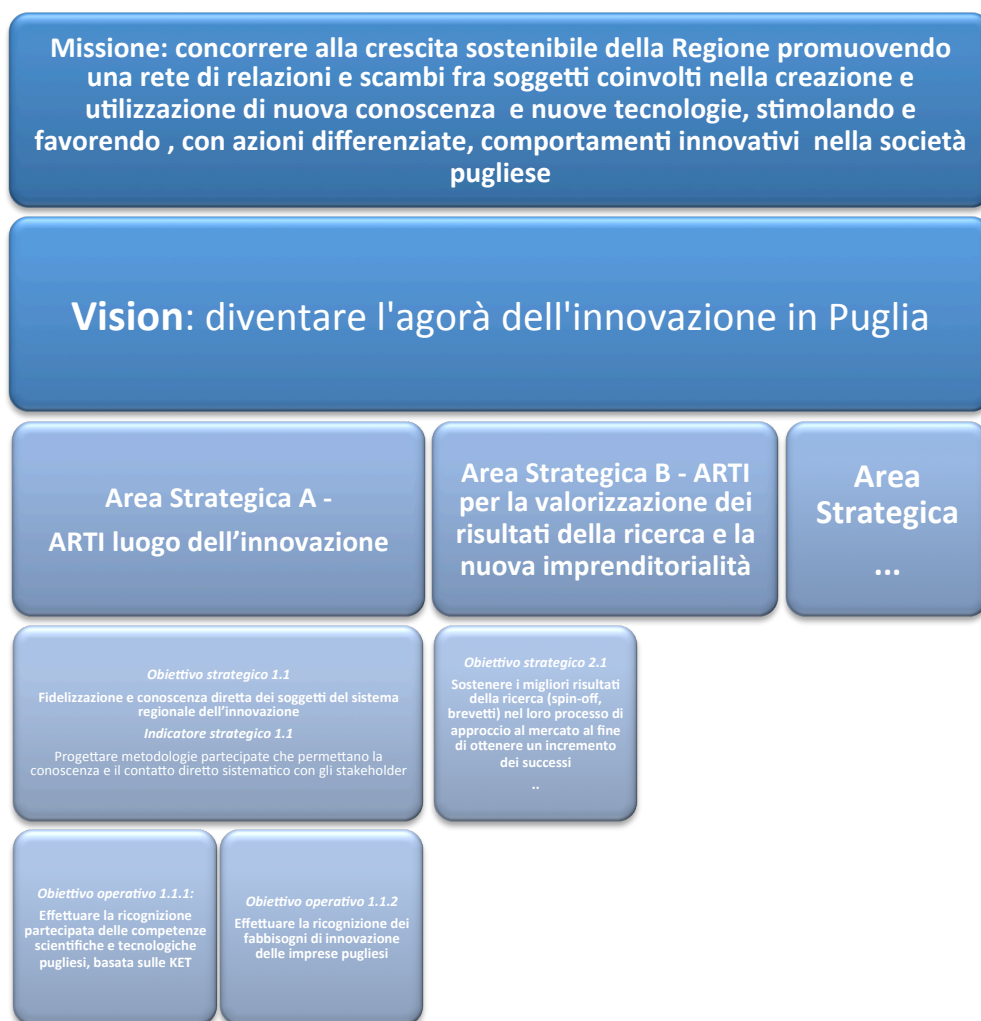 Missione: concorrere alla crescita sostenibile della Regione promuovendo
una rete di relazioni e scambi fra soggetti coinvolti nella creazione e
utilizzazione di nuova conoscenza  e nuove tecnologie, stimolando e
favorendo , con azioni differenziate, comportamenti innovativi  nella società
pugliese
Vision: diventare l'agorà dell'innovazione in Puglia
Area Strategica A -
ARTI luogo dell’innovazione
Area Strategica B - ARTI
per la valorizzazione dei
risultati della ricerca e la
nuova imprenditorialità
Area
Strategica
...
Obiettivo strategico 1.1
Fidelizzazione e conoscenza diretta dei soggetti del sistema
regionale dell’innovazione
Indicatore strategico 1.1
Progettare metodologie partecipate che permettano la
conoscenza e il contatto diretto sistematico con gli stakeholder
Obiettivo strategico 2.1
Sostenere i migliori risultati
della ricerca (spin-off,
brevetti) nel loro processo di
approccio al mercato al fine
di ottenere un incremento
dei successi
..
Obiettivo operativo 1.1.1:
Effettuare la ricognizione
partecipata delle competenze
scientifiche e tecnologiche
pugliesi, basata sulle KET
Obiettivo operativo 1.1.2
Effettuare la ricognizione dei
fabbisogni di innovazione
delle imprese pugliesi